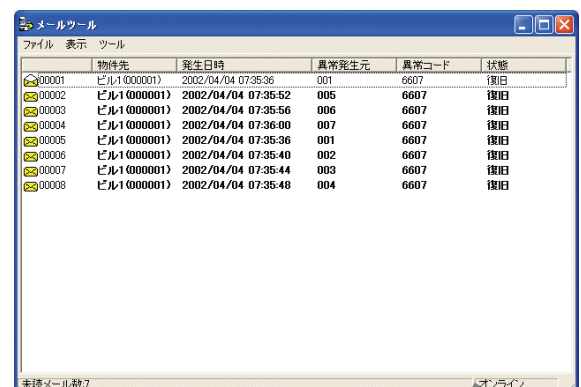 メールツール
ファイル 表示 ツール
物件先 発生日時 異常発生元 異常コード 状態
00001 ビル1(000001) 2002/04/04 07:35:36 001 6607 復旧
00002 ビル1(000001) 2002/04/04 07:35:52 005 6607 復旧
00003 ビル1(000001) 2002/04/04 07:35:56 006 6607 復旧
00004 ビル1(000001) 2002/04/04 07:36:00 007 6607 復旧
00005 ビル1(000001) 2002/04/04 07:35:36 001 6607 復旧
00006 ビル1(000001) 2002/04/04 07:35:40 002 6607 復旧
00007 ビル1(000001) 2002/04/04 07:35:44 003 6607 復旧
00008 ビル1(000001) 2002/04/04 07:35:48 004 6607 復旧
未読メール数:7 オンライン